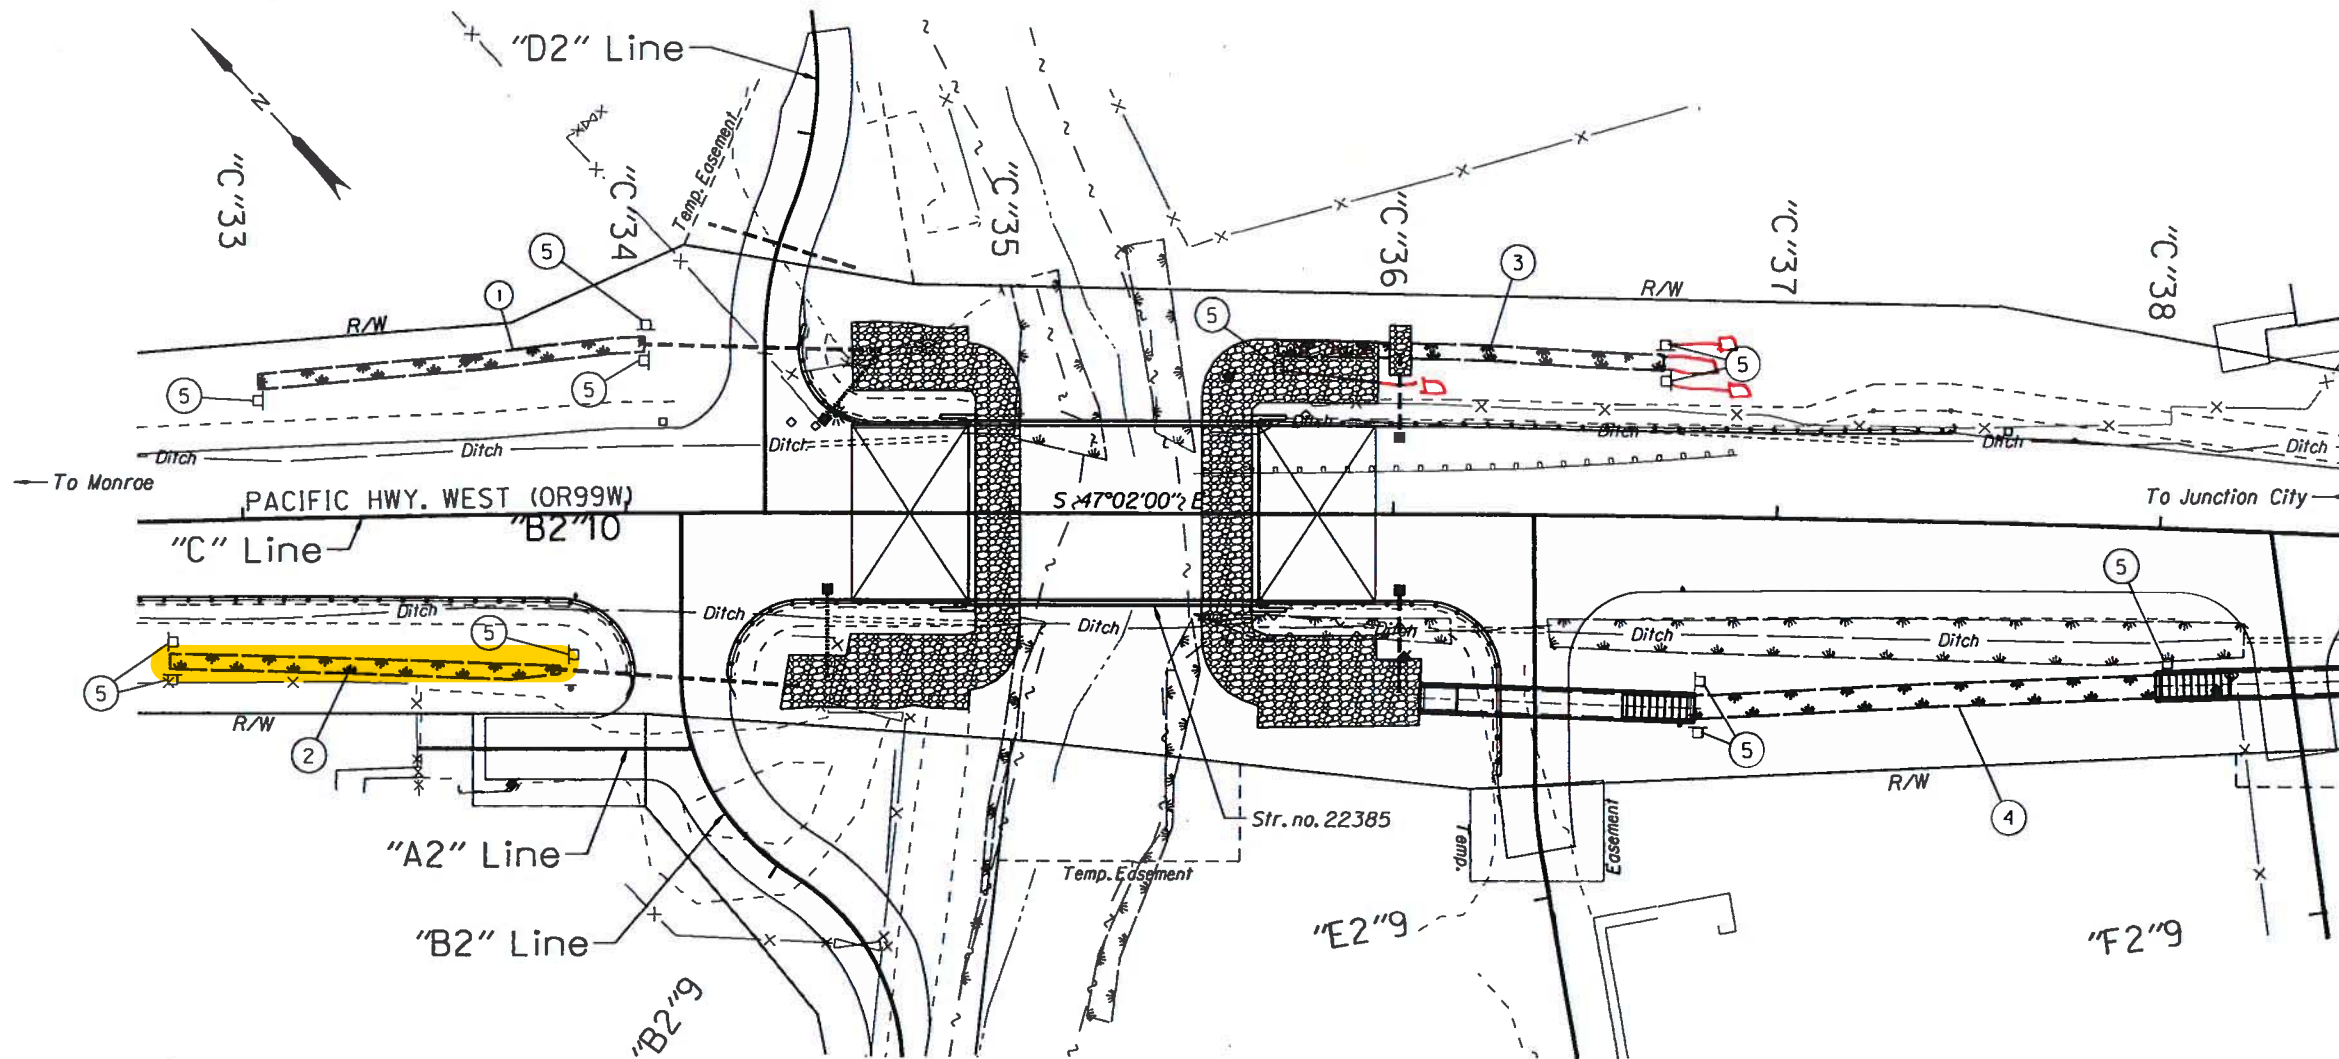 "D2" Line
N
Temp. Easement
"C"33
"C"34
"C"35
"C"36
"C"37
"C"38
5
1
3
5
R/W
R/W
5
5
5
Ditch
Ditch
Ditch
Ditch
Ditch
Ditch
Ditch
To Monroe
PACIFIC HWY. WEST (OR99W)
S 47°02'00" E
To Junction City
"B2"10
"C" Line
5
Ditch
Ditch
Ditch
Ditch
Ditch
Ditch
5
5
2
R/W
5
R/W
4
"A2" Line
Str. no. 22385
Temp. Easement
Temp.
Easement
"B2" Line
"E2"9
"F2"9
"B2"9